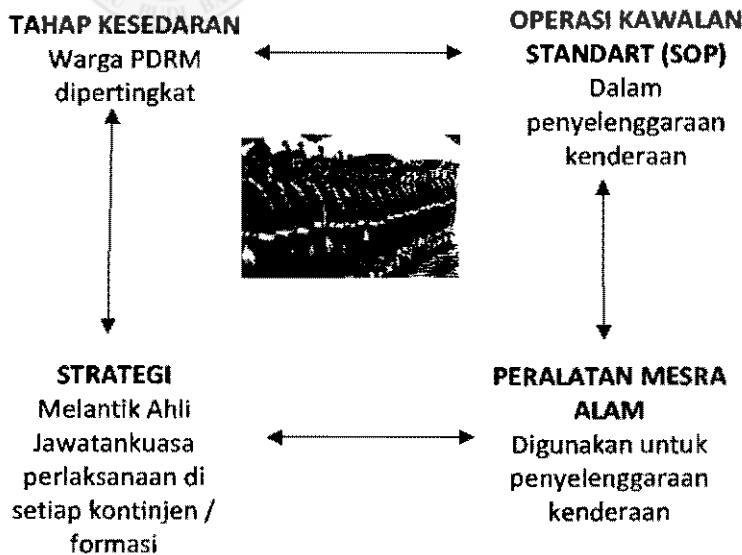 TAHAP KESEDARAN
Warga PDRM
dipertingkat
OPERASI KAWALAN
STANDART (SOP)
Dalam
penyelenggaraan
kenderaan
STRATEGI
Melantik Ahli
Jawatankuasa
perlaksanaan di
setiap kontinjen /
formasi
PERALATAN MESRA
ALAM
Digunakan untuk
penyelenggaraan
kenderaan